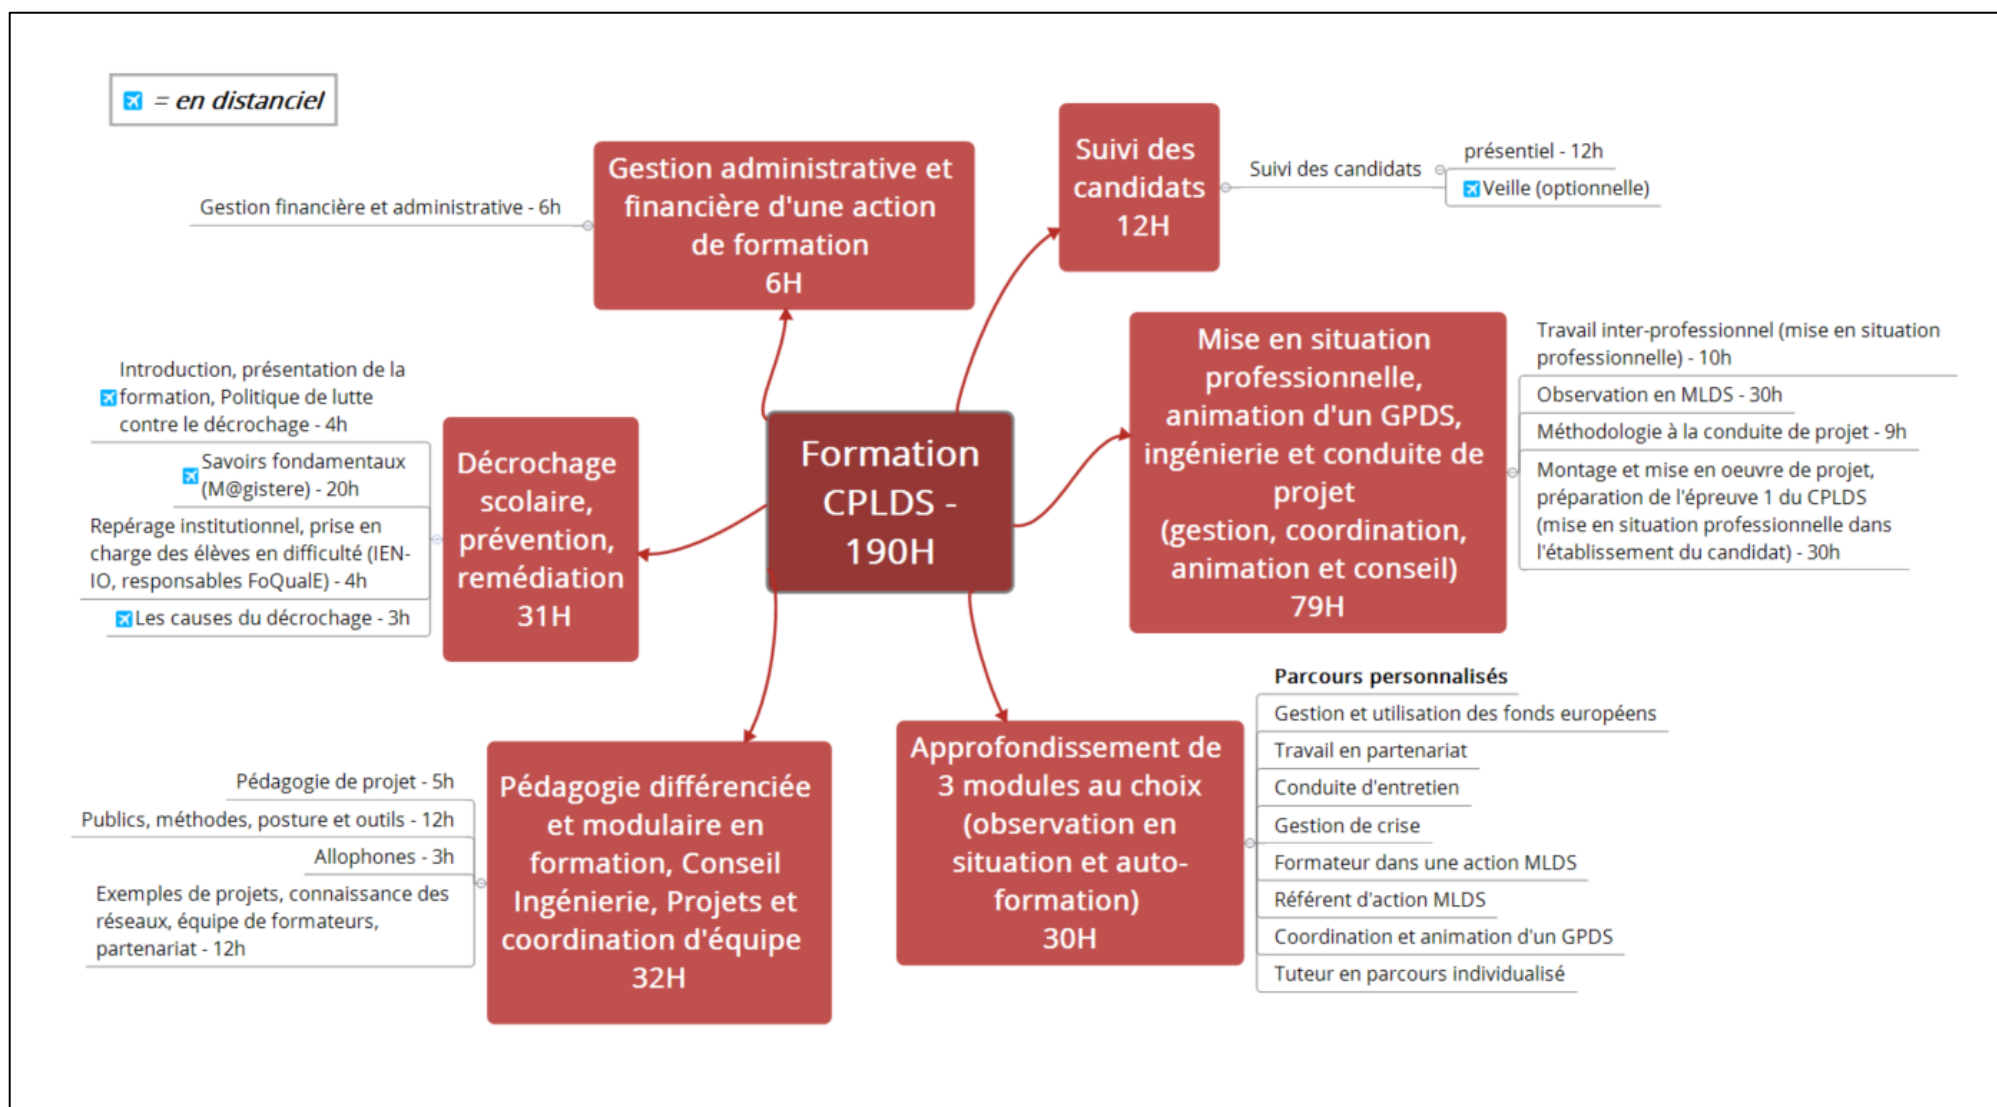 = en distanciel
Gestion administrative et
financière d'une action
de formation
6H
Gestion financière et administrative - 6h
Suivi des
candidats
12H
Suivi des candidats
présentiel - 12h
Veille (optionnelle)
Mise en situation
professionnelle,
animation d'un GPDS,
ingénierie et conduite de
projet
(gestion, coordination,
animation et conseil)
79H
Travail inter-professionnel (mise en situation
professionnelle) - 10h
Observation en MLDS - 30h
Méthodologie à la conduite de projet - 9h
Montage et mise en oeuvre de projet,
préparation de l'épreuve 1 du CPLDS
(mise en situation professionnelle dans
l'établissement du candidat) - 30h
Formation
CPLDS -
190H
Introduction, présentation de la
formation, Politique de lutte
contre le décrochage - 4h
Savoirs fondamentaux
(M@gistere) - 20h
Repérage institutionnel, prise en
charge des élèves en difficulté (IEN-
IO, responsables FoQualE) - 4h
Les causes du décrochage - 3h
Décrochage
scolaire,
prévention,
remédiation
31H
Pédagogie de projet - 5h
Publics, méthodes, posture et outils - 12h
Allophones - 3h
Exemples de projets, connaissance des
réseaux, équipe de formateurs,
partenariat - 12h
Pédagogie différenciée
et modulaire en
formation, Conseil
Ingénierie, Projets et
coordination d'équipe
32H
Approfondissement de
3 modules au choix
(observation en
situation et auto-
formation)
30H
Parcours personnalisés
Gestion et utilisation des fonds européens
Travail en partenariat
Conduite d'entretien
Gestion de crise
Formateur dans une action MLDS
Référent d'action MLDS
Coordination et animation d'un GPDS
Tuteur en parcours individualisé